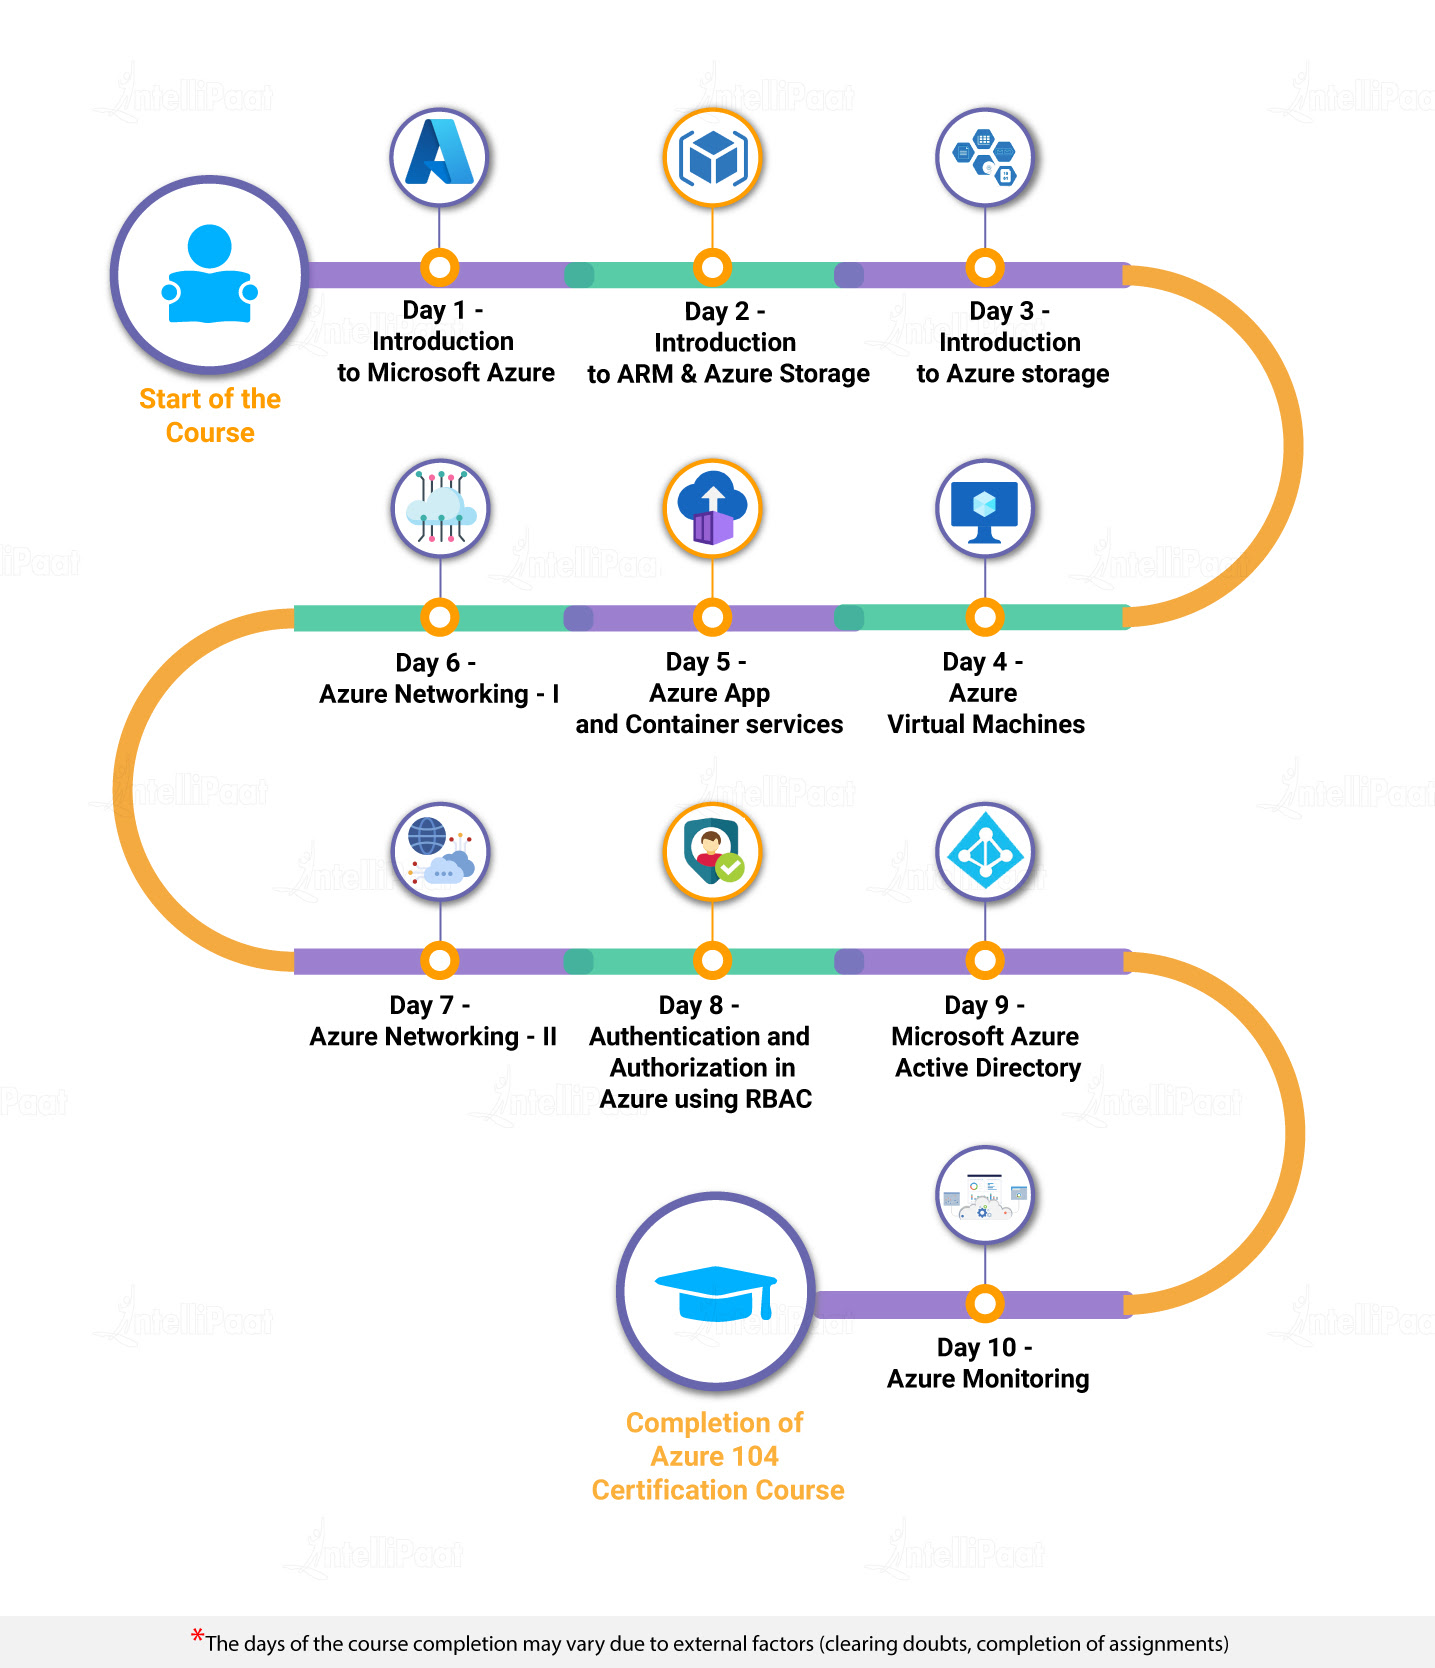 Start of the
Course
Day 1 -
Introduction
to Microsoft Azure
Day 2 -
Introduction
to ARM & Azure Storage
Day 3 -
Introduction
to Azure storage
Day 4 -
Azure
Virtual Machines
Day 5 -
Azure App
and Container services
Day 6 -
Azure Networking - I
Day 7 -
Azure Networking - II
Day 8 -
Authentication and
Authorization in
Azure using RBAC
Day 9 -
Microsoft Azure
Active Directory
Day 10 -
Azure Monitoring
Completion of
Azure 104
Certification Course
*The days of the course completion may vary due to external factors (clearing doubts, completion of assignments)
IntelliPaat